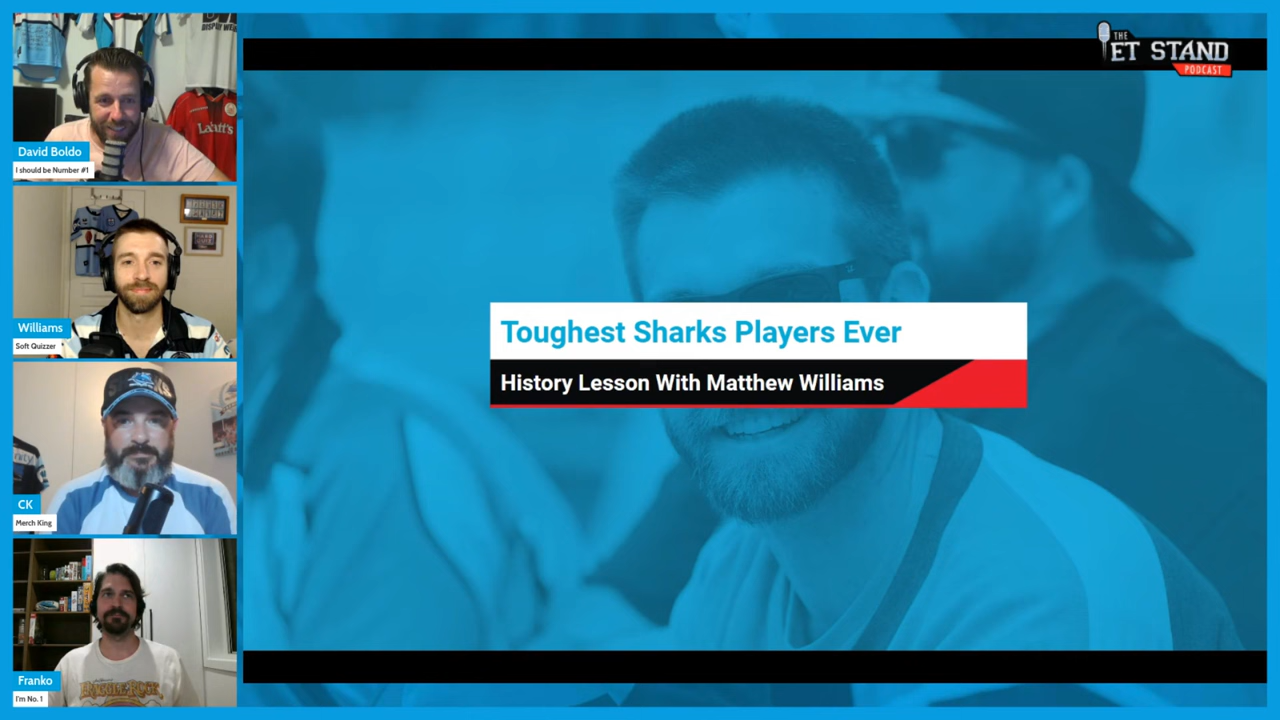 David Boldo
I should be Number #1
Williams
Soft Quizzer
CK
Merch King
Franko
I'm No. 1
THE
ET STAND
PODCAST
Toughest Sharks Players Ever
History Lesson With Matthew Williams
Labatt's